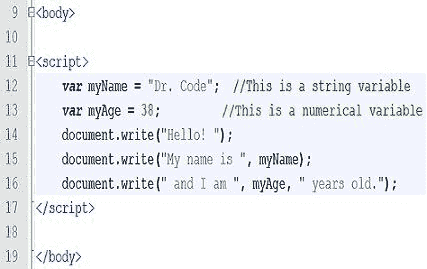 9 <body>
10
11 <script>
12 var myName = "Dr. Code"; //This is a string variable
13 var myAge = 38; //This is a numerical variable
14 document.write("Hello! ");
15 document.write("My name is ", myName);
16 document.write(" and I am ", myAge, " years old.");
17 </script>
18
19 </body>